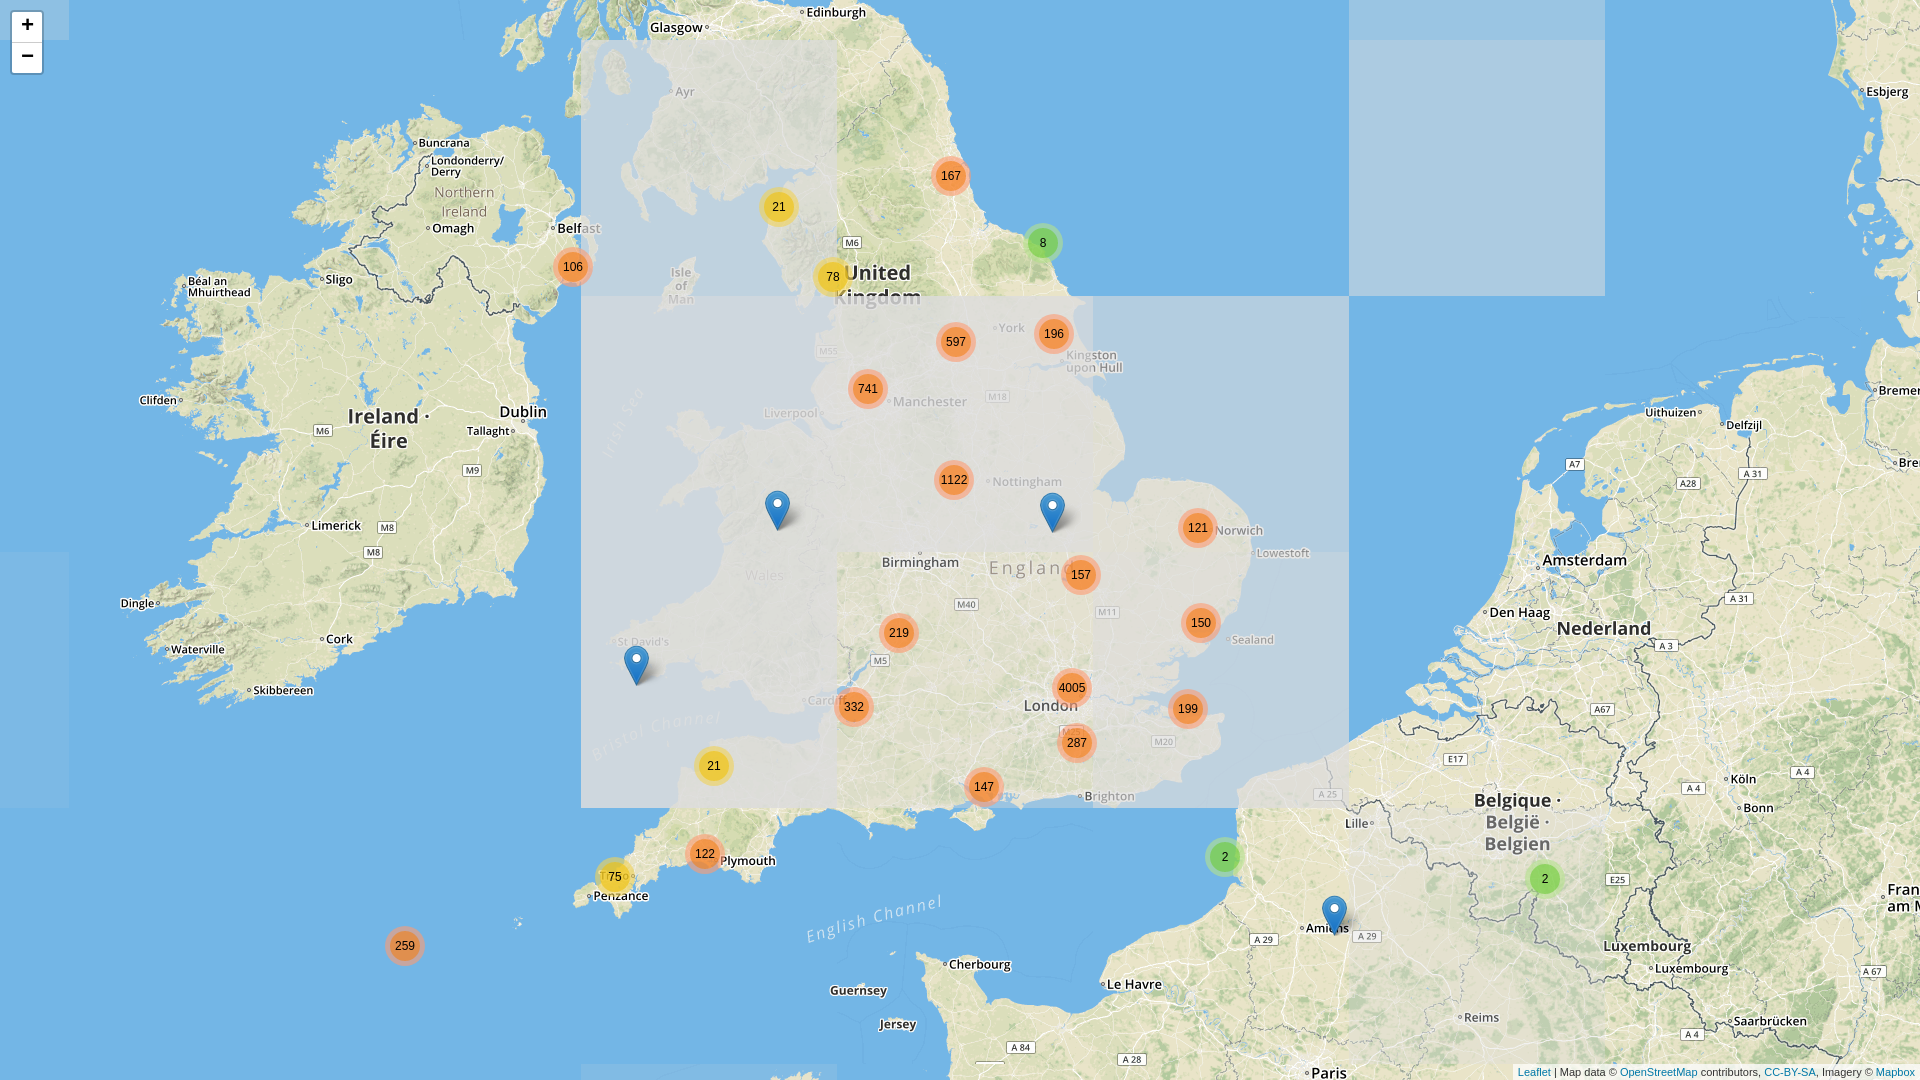 +
−
Glasgow
Edinburgh
Ayr
Esbjerg
Buncrana
Londonderry/
Derry
Northern
Ireland
Omagh
Belfast
167
21
8
M6
106
78
United
Kingdom
Isle
of
Man
Sligo
Béal an
Mhuirthead
597
York
196
M55
Kingston
upon Hull
741
Manchester
M18
Liverpool
Irish Sea
Clifden
Ireland ·
Éire
M6
Dublin
Tallaght
M9
Uithuizen
Delfzijl
Bremer
Bre
A7
A 31
A28
1122
Nottingham
Limerick
M8
M8
121
Norwich
Lowestoft
Birmingham
England
157
Wales
Amsterdam
Den Haag
A 31
Nederland
A 3
Dingle
Cork
Waterville
Skibbereen
M40
M11
219
150
Sealand
St David's
M5
4005
London
Cardiff
332
199
287
M20
Bristol Channel
A67
E17
21
147
Brighton
A 25
Köln
A 4
A 4
Bonn
Belgique ·
België ·
Belgien
Lille
2
2
E25
122
Plymouth
75
Penzance
English Channel
259
Amiens
A 29
A 29
Fran
am M
Luxembourg
Luxembourg
A 67
Cherbourg
Guernsey
Le Havre
Jersey
Reims
Saarbrücken
A 84
A 28
A 4
Paris
Leaflet | Map data © OpenStreetMap contributors, CC-BY-SA, Imagery © Mapbox